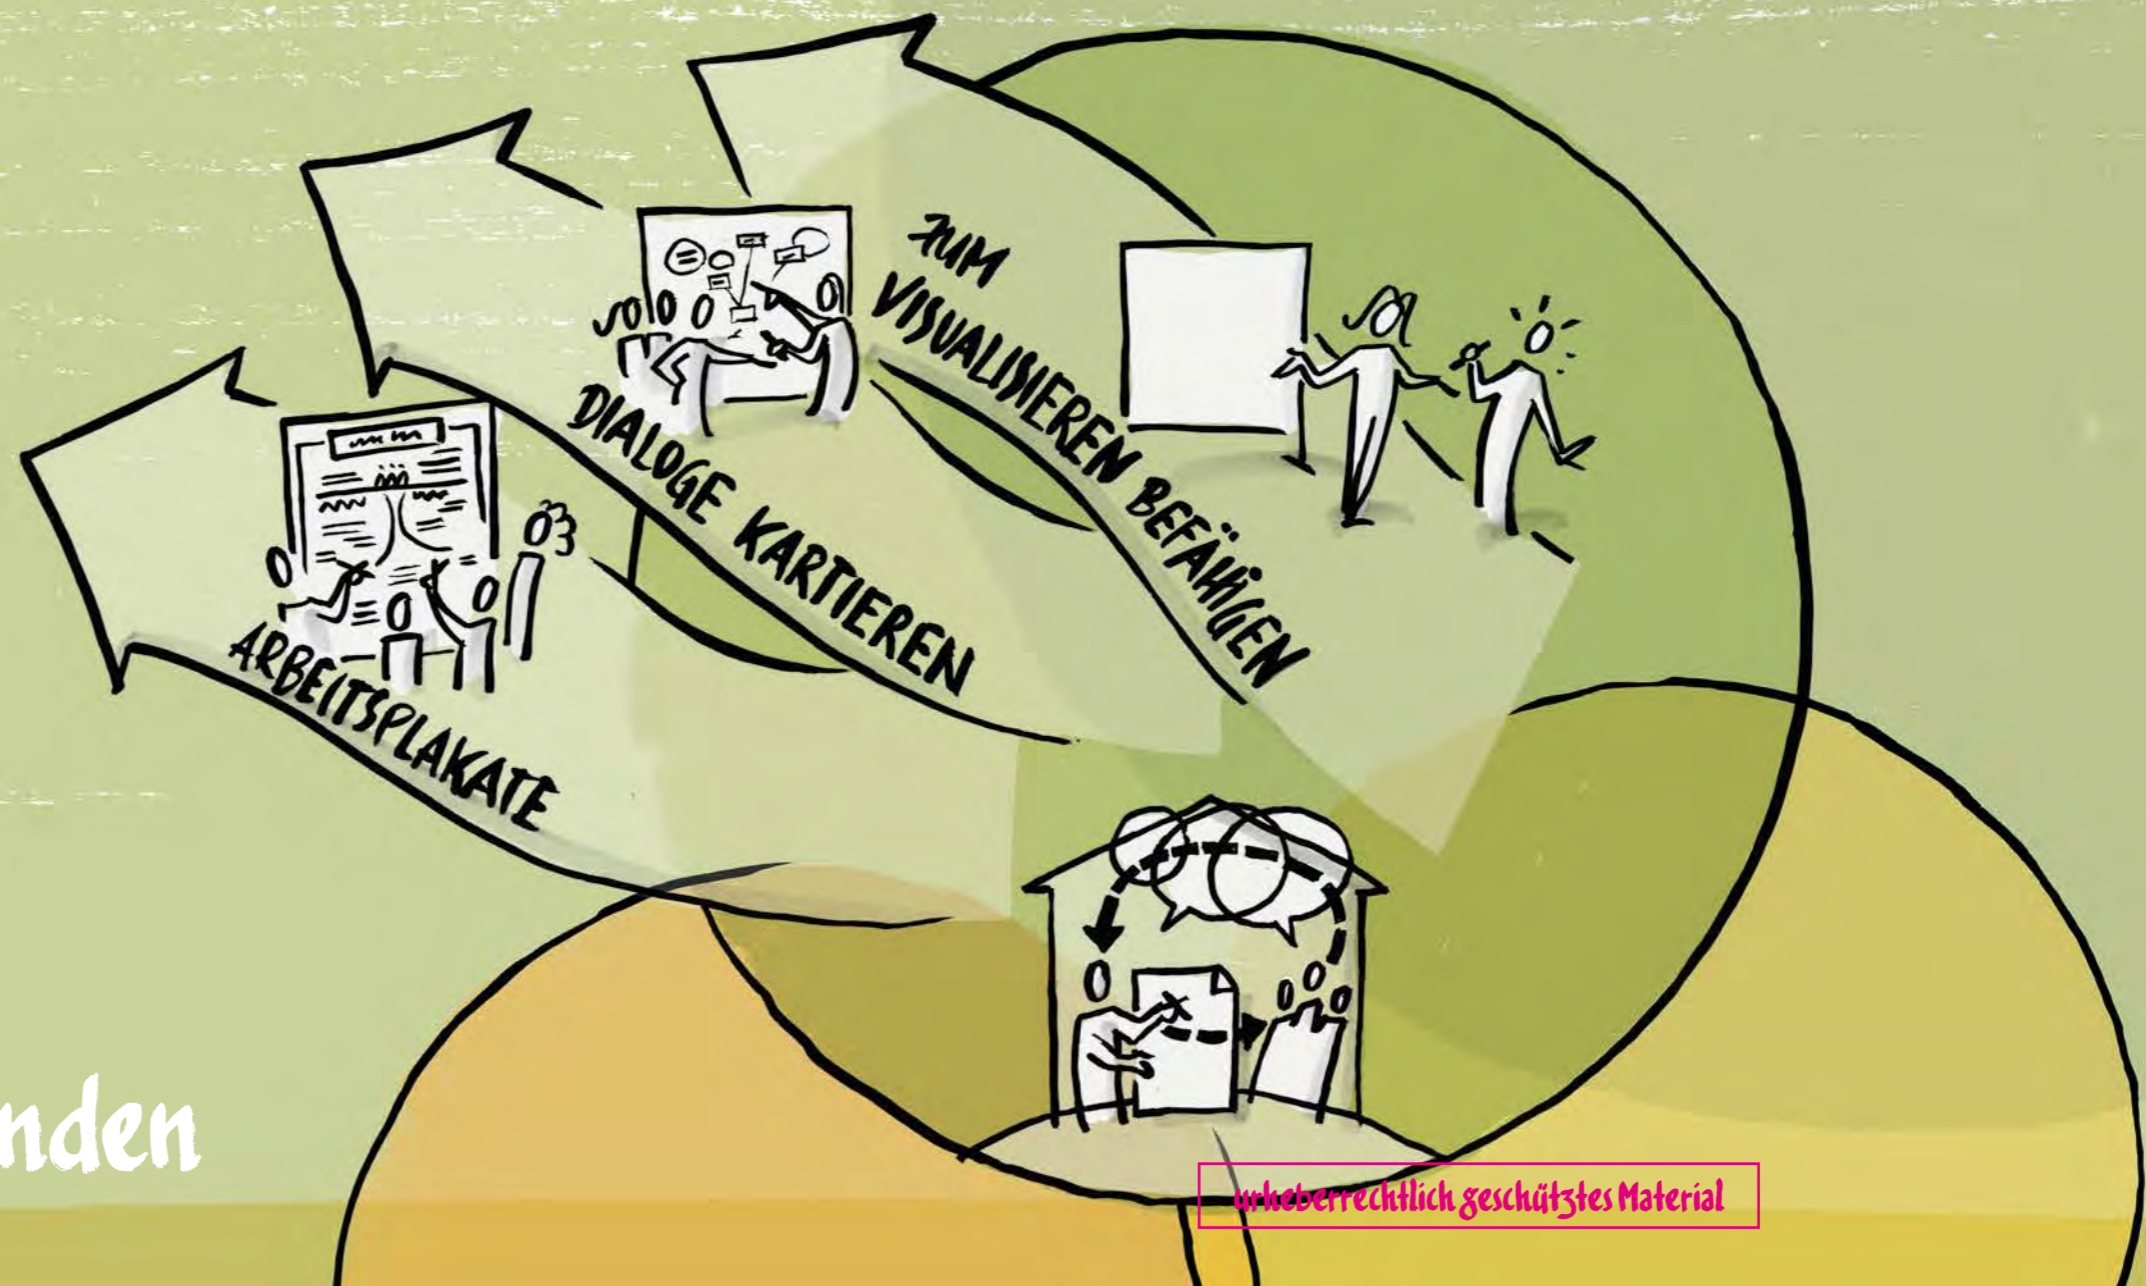 ZUM
VISUALISIEREN BEFÄHIGEN
DIALOGE KARTIEREN
ARBEITSPLAKATE
nden
urheberrechtlich geschütztes Material